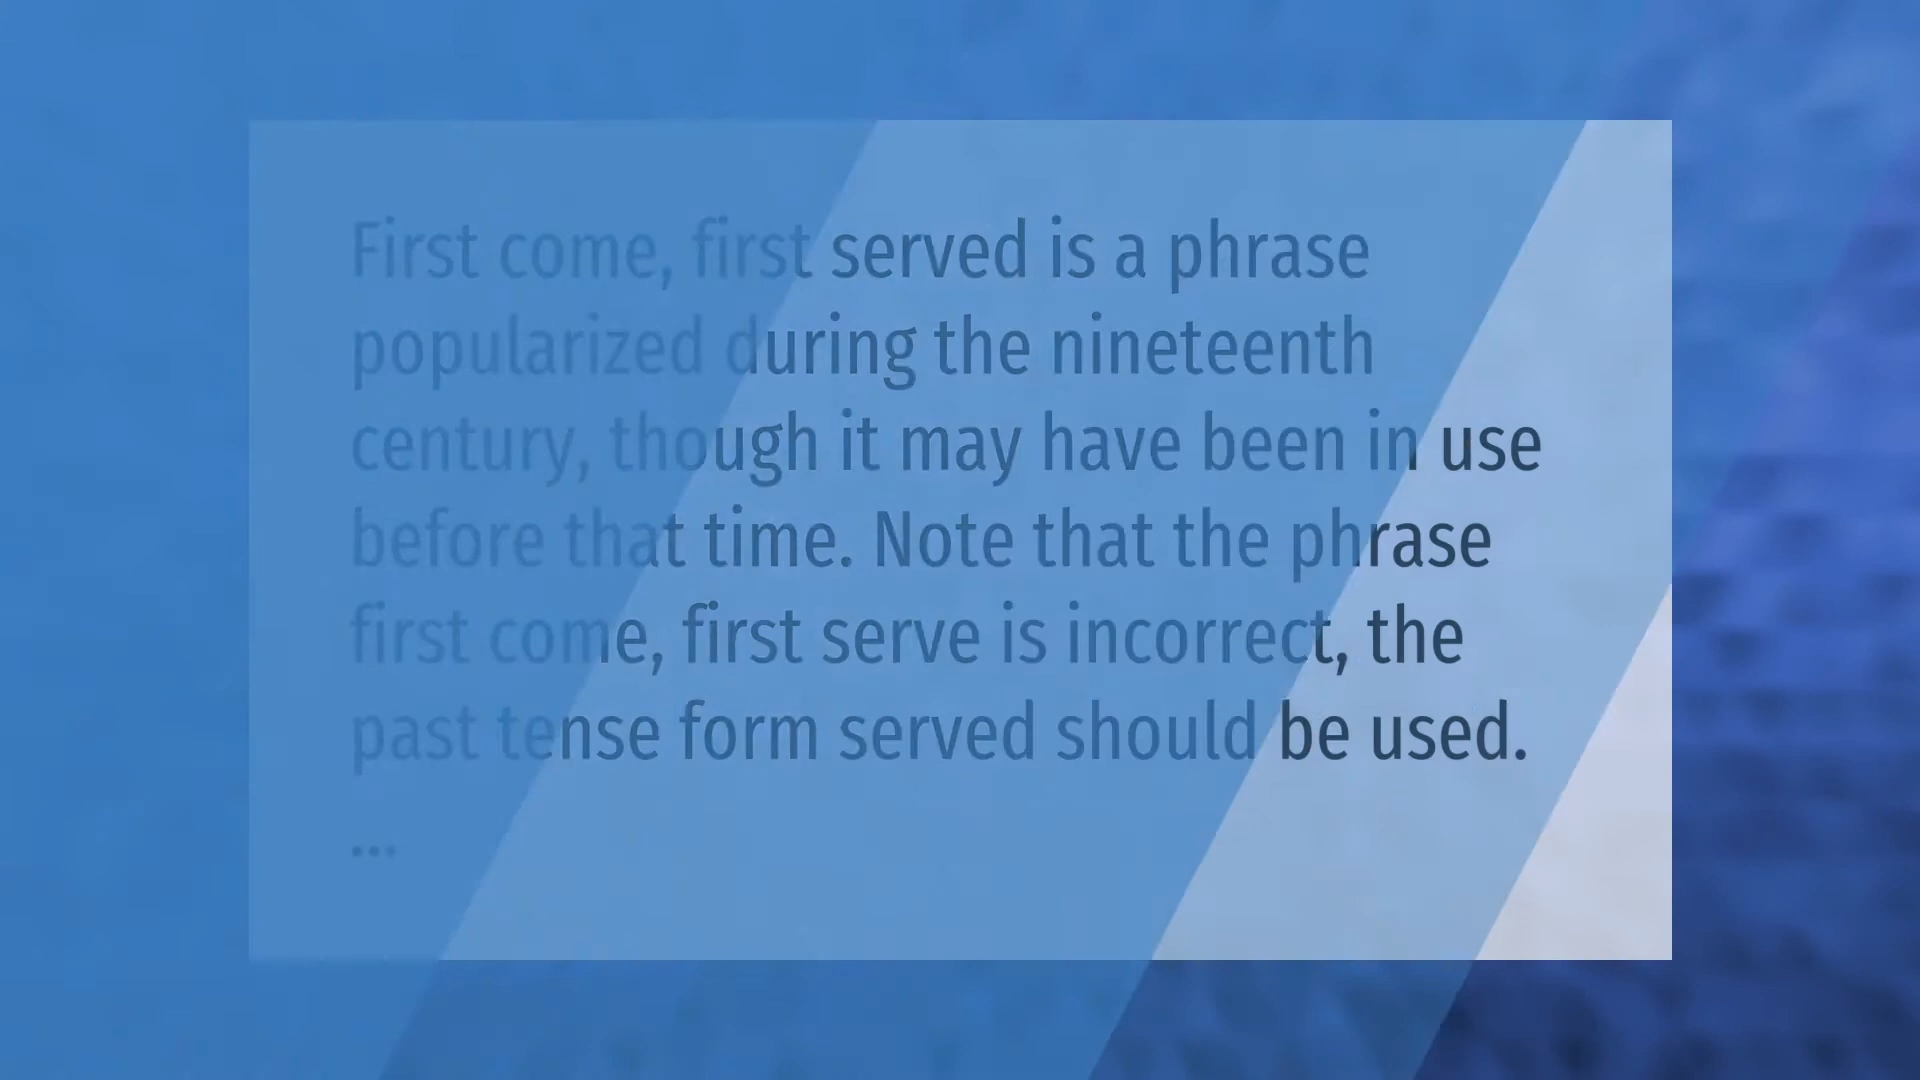 First come, first served is a phrase
popularized during the nineteenth
century, though it may have been in use
before that time. Note that the phrase
first come, first serve is incorrect, the
past tense form served should be used.
...